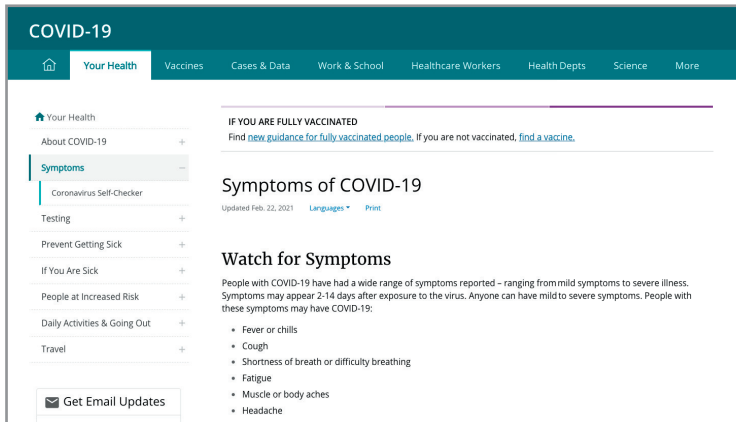 COVID-19
Your Health
Vaccines
Cases & Data
Work & School
Healthcare Workers
Health Depts
Science
More
Your Health
About COVID-19 +
Symptoms –
Coronavirus Self-Checker
Testing +
Prevent Getting Sick +
If You Are Sick +
People at Increased Risk +
Daily Activities & Going Out +
Travel +
Get Email Updates
IF YOU ARE FULLY VACCINATED
Find new guidance for fully vaccinated people. If you are not vaccinated, find a vaccine.
Symptoms of COVID-19
Updated Feb. 22, 2021 Languages Print
Watch for Symptoms
People with COVID-19 have had a wide range of symptoms reported – ranging from mild symptoms to severe illness.
Symptoms may appear 2-14 days after exposure to the virus. Anyone can have mild to severe symptoms. People with
these symptoms may have COVID-19:
• Fever or chills
• Cough
• Shortness of breath or difficulty breathing
• Fatigue
• Muscle or body aches
• Headache